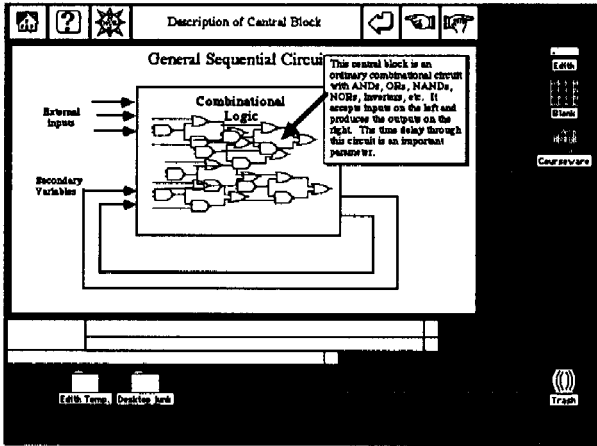 ?
Description of Cantral Block
General Sequential Circui
This central block is an
ordinary combinational circuit
with ANDs, ORs, NANDs,
NORs, Inverters, etc. It
accepts inputs on the left and
produces the outputs on the
right. The time delay through
this circuit is an important
parameter.
Combinational
Logic
External
inputs
Secondary
Variables
Edith
Blank
Courseware
Edith Temp.
Desktop Junk
Trash